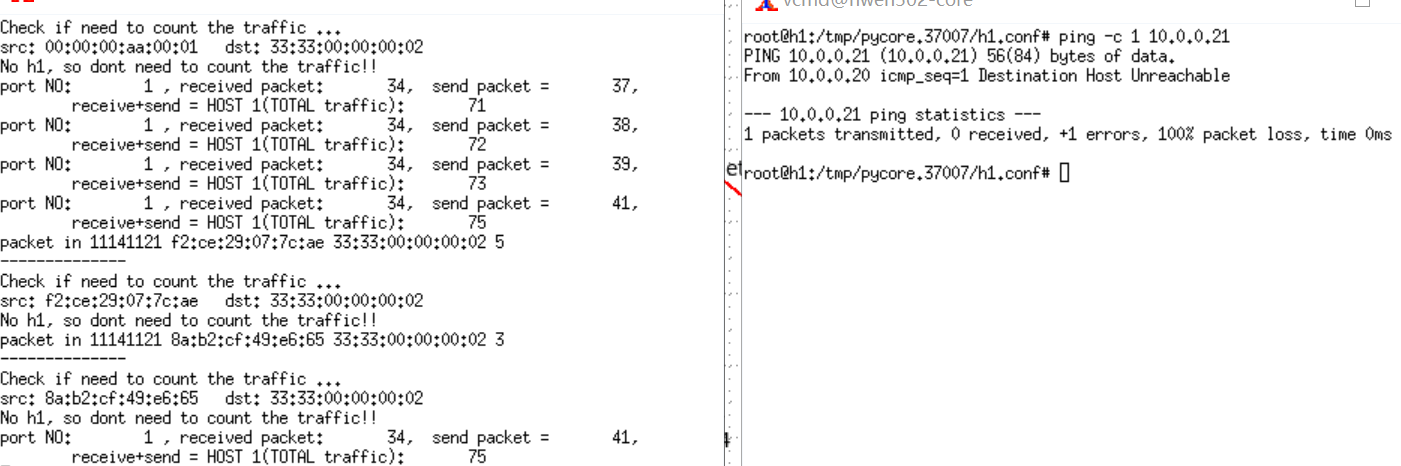 Check if need to count the traffic ...
src: 00:00:00:aa:00:01   dst: 33:33:00:00:00:02
No h1, so dont need to count the traffic!!
port NO:        1 , received packet:       34,  send packet =       37,
        receive+send = HOST 1(TOTAL traffic):       71
port NO:        1 , received packet:       34,  send packet =       38,
        receive+send = HOST 1(TOTAL traffic):       72
port NO:        1 , received packet:       34,  send packet =       39,
        receive+send = HOST 1(TOTAL traffic):       73
port NO:        1 , received packet:       34,  send packet =       41,
        receive+send = HOST 1(TOTAL traffic):       75
packet in 11141121 f2:ce:29:07:7c:ae 33:33:00:00:00:02 5
--------------
Check if need to count the traffic ...
src: f2:ce:29:07:7c:ae   dst: 33:33:00:00:00:02
No h1, so dont need to count the traffic!!
packet in 11141121 8a:b2:cf:49:e6:65 33:33:00:00:00:02 3
--------------
Check if need to count the traffic ...
src: 8a:b2:cf:49:e6:65   dst: 33:33:00:00:00:02
No h1, so dont need to count the traffic!!
port NO:        1 , received packet:       34,  send packet =       41,
        receive+send = HOST 1(TOTAL traffic):       75
root@h1:/tmp/pycore.37007/h1.conf# ping -c 1 10.0.0.21
PING 10.0.0.21 (10.0.0.21) 56(84) bytes of data.
From 10.0.0.20 icmp_seq=1 Destination Host Unreachable
--- 10.0.0.21 ping statistics ---
1 packets transmitted, 0 received, +1 errors, 100% packet loss, time 0ms
root@h1:/tmp/pycore.37007/h1.conf#